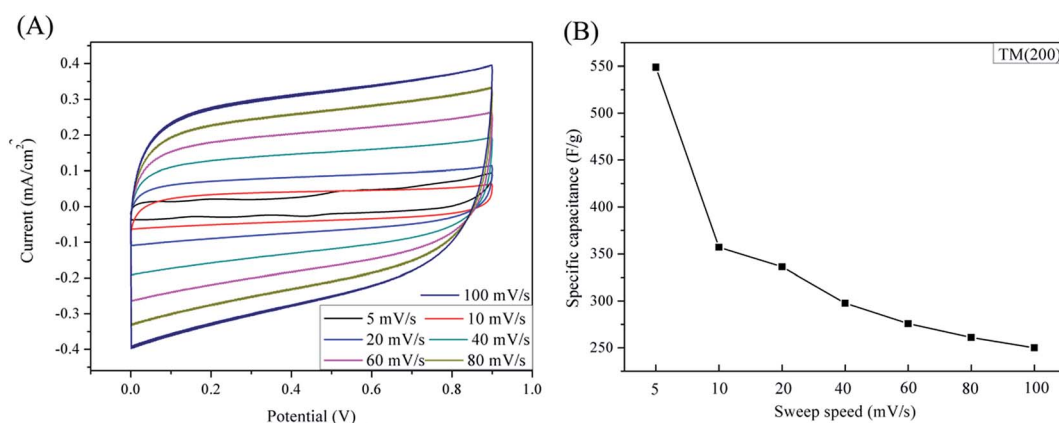 (A)
Current (mA/cm²)
0.4
0.3
0.2
0.1
0.0
-0.1
-0.2
-0.3
-0.4
100 mV/s
5 mV/s 10 mV/s
20 mV/s 40 mV/s
60 mV/s 80 mV/s
0.0 0.2 0.4 0.6 0.8 1.0
Potential (V)
(B)
TM(200)
Specific capacitance (F/g)
550
500
450
400
350
300
250
5 10 20 40 60 80 100
Sweep speed (mV/s)